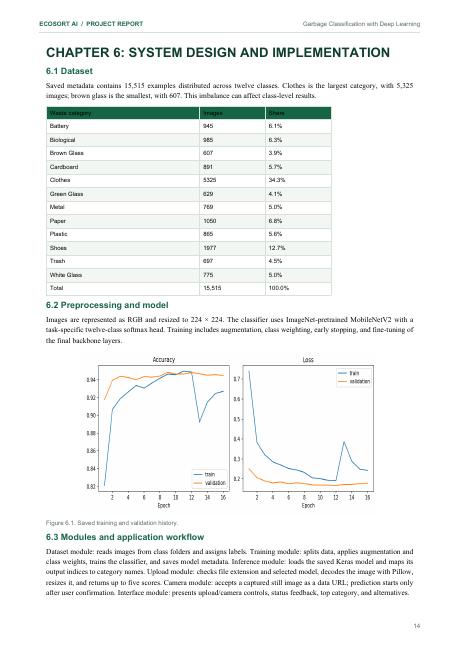 ECOSORT AI / PROJECT REPORT Garbage Classification with Deep Learning
CHAPTER 6: SYSTEM DESIGN AND IMPLEMENTATION
6.1 Dataset
Saved metadata contains 15,515 examples distributed across twelve classes. Clothes is the largest category, with 5,325
images; brown glass is the smallest, with 607. This imbalance can affect class-level results.
Waste category Images Share
Battery 945 6.1%
Biological 985 6.3%
Brown Glass 607 3.9%
Cardboard 891 5.7%
Clothes 5325 34.3%
Green Glass 629 4.1%
Metal 769 5.0%
Paper 1050 6.8%
Plastic 865 5.6%
Shoes 1977 12.7%
Trash 697 4.5%
White Glass 775 5.0%
Total 15,515 100.0%
6.2 Preprocessing and model
Images are represented as RGB and resized to 224 × 224. The classifier uses ImageNet-pretrained MobileNetV2 with a
task-specific twelve-class softmax head. Training includes augmentation, class weighting, early stopping, and fine-tuning of
the final backbone layers.
Accuracy
0.94
0.92
0.90
0.88
0.86
0.84
0.82
2 4 6 8 10 12 14 16
Epoch
train
validation
Loss
0.7
0.6
0.5
0.4
0.3
0.2
2 4 6 8 10 12 14 16
Epoch
train
validation
Figure 6.1. Saved training and validation history.
6.3 Modules and application workflow
Dataset module: reads images from class folders and assigns labels. Training module: splits data, applies augmentation and
class weights, trains the classifier, and saves model metadata. Inference module: loads the saved Keras model and maps its
output indices to category names. Upload module: checks file extension and selected model, decodes the image with Pillow,
resizes it, and returns up to five scores. Camera module: accepts a captured still image as a data URL; prediction starts only
after user confirmation. Interface module: presents upload/camera controls, status feedback, top category, and alternatives.
14